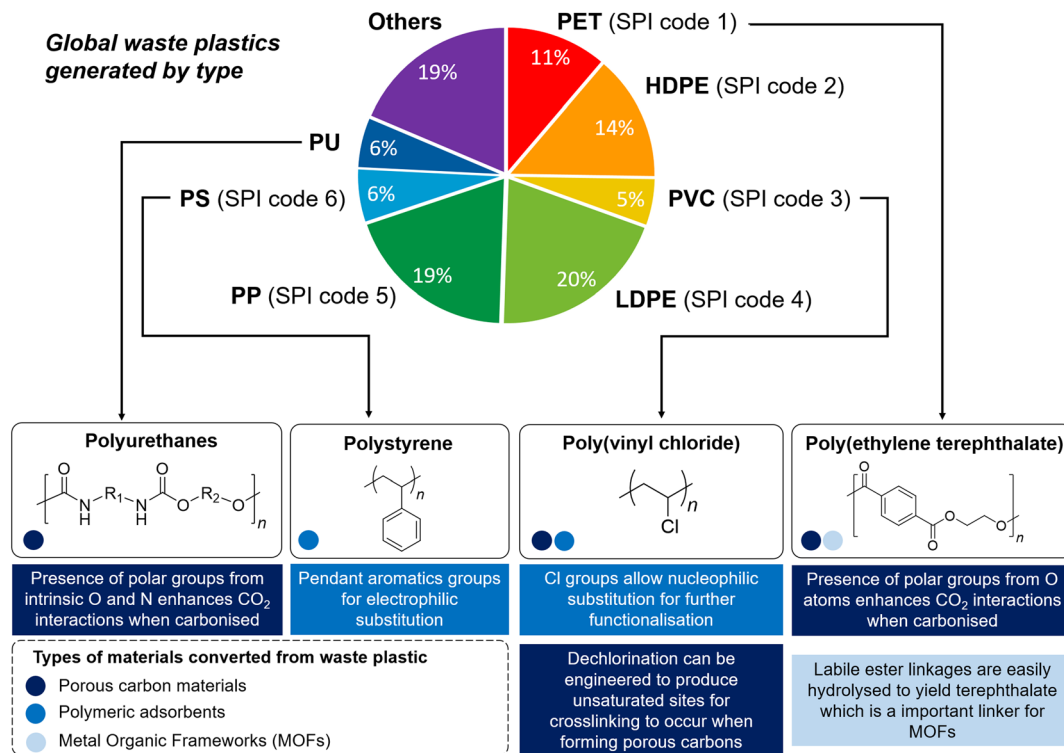 Global waste plastics
generated by type
Others
PET (SPI code 1)
19%
11%
HDPE (SPI code 2)
14%
PU
6%
PS (SPI code 6)
6%
5%
PVC (SPI code 3)
19%
20%
PP (SPI code 5)
LDPE (SPI code 4)
Polyurethanes
O
O
N
H
R1
N
H
O
R2
O
n
Presence of polar groups from
intrinsic O and N enhances CO2
interactions when carbonised
Polystyrene
n
Pendant aromatics groups
for electrophilic
substitution
Poly(vinyl chloride)
n
Cl
Cl groups allow nucleophilic
substitution for further
functionalisation
Dechlorination can be
engineered to produce
unsaturated sites for
crosslinking to occur when
forming porous carbons
Poly(ethylene terephthalate)
O
O
O
O
n
Presence of polar groups from O
atoms enhances CO2 interactions
when carbonised
Labile ester linkages are easily
hydrolysed to yield terephthalate
which is a important linker for
MOFs
Types of materials converted from waste plastic
Porous carbon materials
Polymeric adsorbents
Metal Organic Frameworks (MOFs)